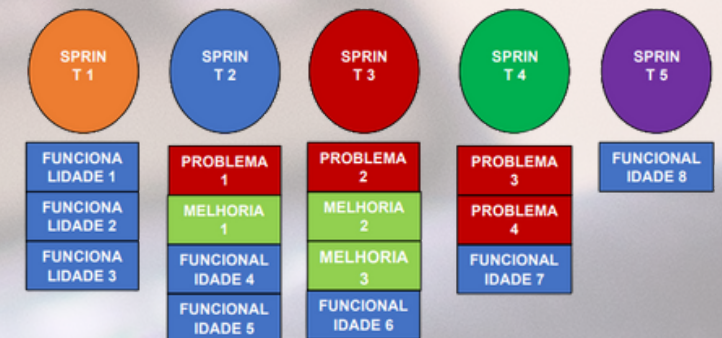 SPRIN
T 1
SPRIN
T 2
SPRIN
T 3
SPRIN
T 4
SPRIN
T 5
FUNCIONA
LIDADE 1
FUNCIONA
LIDADE 2
FUNCIONA
LIDADE 3
PROBLEMA
1
MELHORIA
1
FUNCIONAL
IDADE 4
FUNCIONAL
IDADE 5
PROBLEMA
2
MELHORIA
2
MELHORIA
3
FUNCIONAL
IDADE 6
PROBLEMA
3
PROBLEMA
4
FUNCIONAL
IDADE 7
FUNCIONAL
IDADE 8